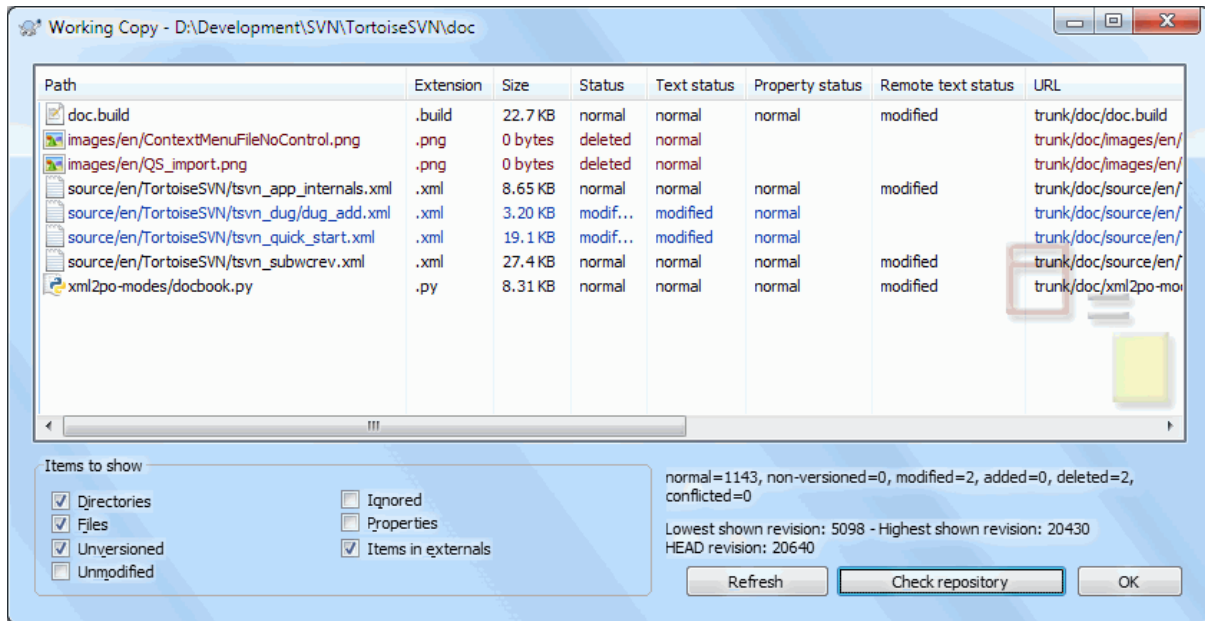 Working Copy - D:\Development\SVN\TortoiseSVN\doc
Path Extension Size Status Text status Property status Remote text status URL
doc.build .build 22.7 KB normal normal normal modified trunk/doc/doc.build
images/en/ContextMenuFileNoControl.png .png 0 bytes deleted normal trunk/doc/images/en/
images/en/QS_import.png .png 0 bytes deleted normal trunk/doc/images/en/
source/en/TortoiseSVN/tsvn_app_internals.xml .xml 8.65 KB normal normal normal modified trunk/doc/source/en/
source/en/TortoiseSVN/tsvn_dug/dug_add.xml .xml 3.20 KB modif... modified normal trunk/doc/source/en/
source/en/TortoiseSVN/tsvn_quick_start.xml .xml 19.1 KB modif... modified normal trunk/doc/source/en/
source/en/TortoiseSVN/tsvn_subwcrev.xml .xml 27.4 KB normal normal normal modified trunk/doc/source/en/
xml2po-modes/docbook.py .py 8.31 KB normal normal normal modified trunk/doc/xml2po-mo
Items to show
Directories Ignored
Files Properties
Unversioned Items in externals
Unmodified
normal=1143, non-versioned=0, modified=2, added=0, deleted=2,
conflicted=0
Lowest shown revision: 5098 - Highest shown revision: 20430
HEAD revision: 20640
Refresh Check repository OK